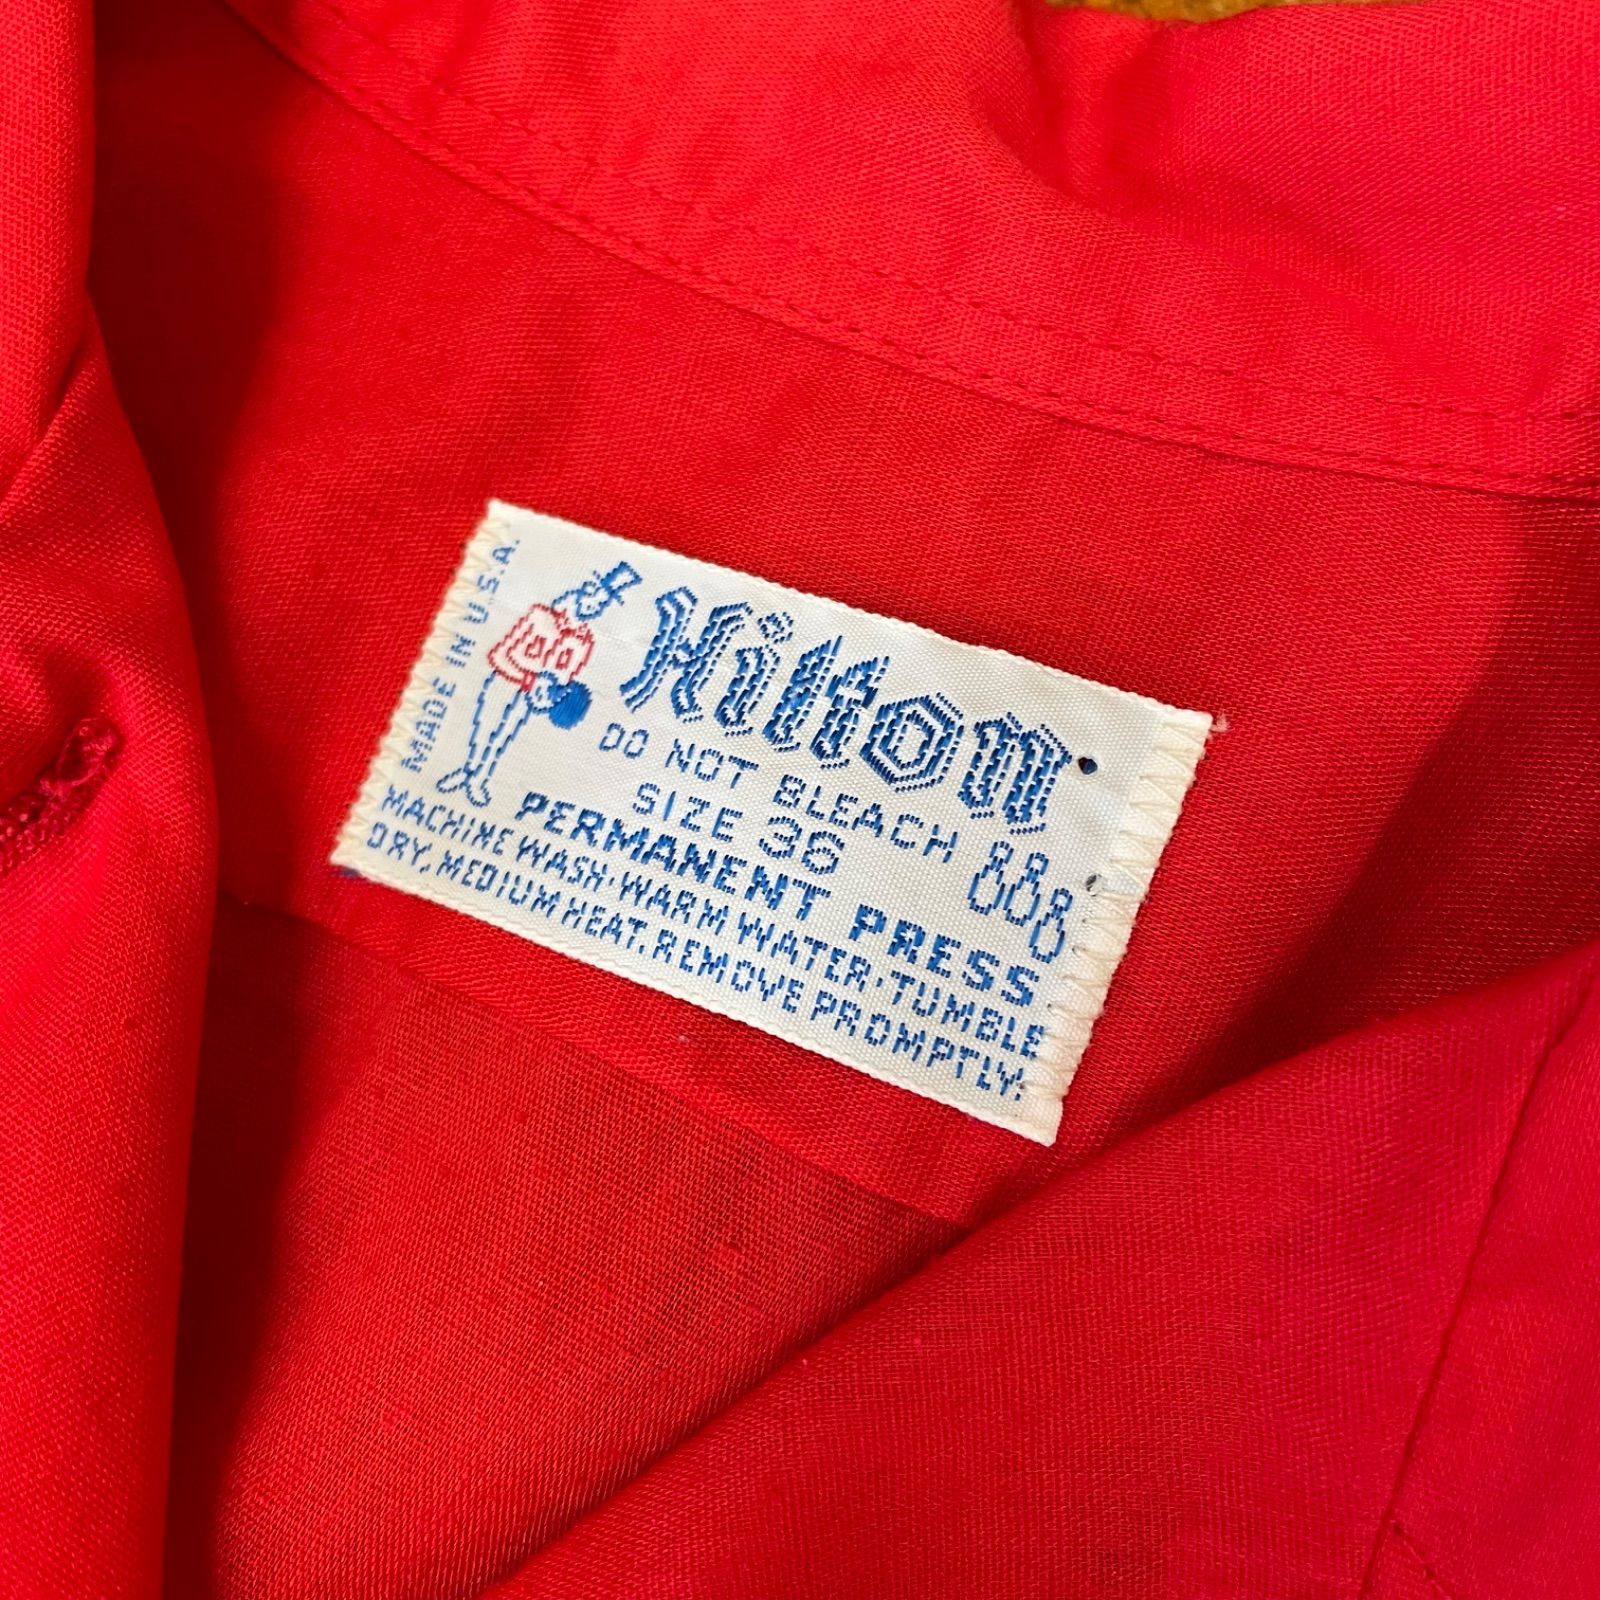 MADE IN U.S.A.
Hilton
DO NOT BLEACH
SIZE 36
PERMANENT PRESS
MACHINE WASH·WARM WATER·TUMBLE
DRY, MEDIUM HEAT. REMOVE PROMPTLY.